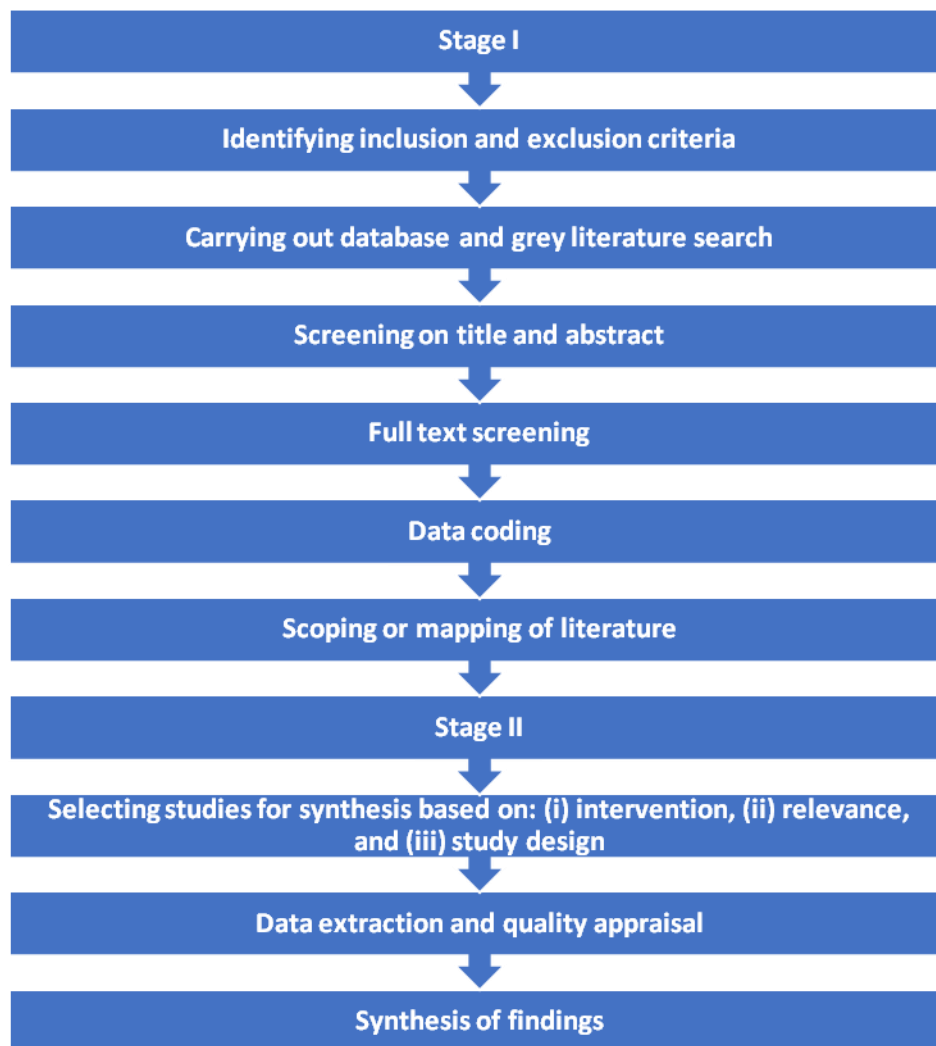 Stage I
Identifying inclusion and exclusion criteria
Carrying out database and grey literature search
Screening on title and abstract
Full text screening
Data coding
Scoping or mapping of literature
Stage II
Selecting studies for synthesis based on: (i) intervention, (ii) relevance,
and (iii) study design
Data extraction and quality appraisal
Synthesis of findings